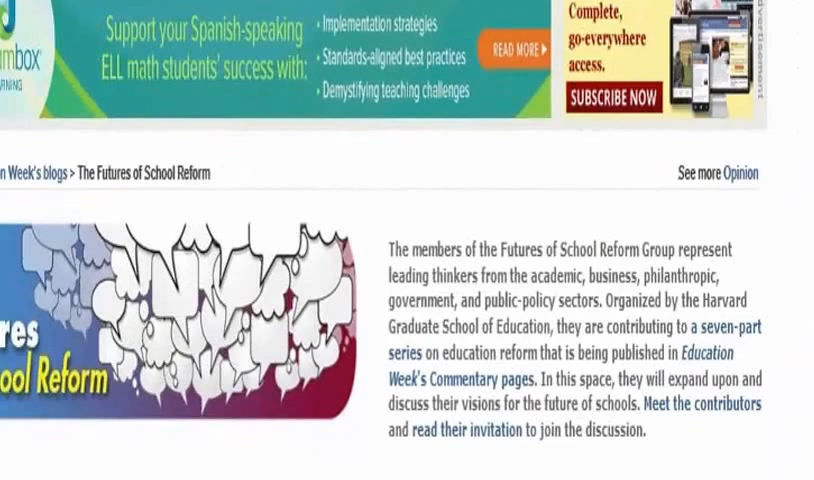 Support your Spanish-speaking
ELL math students' success with:
• Implementation strategies
• Standards-aligned best practices
• Demystifying teaching challenges
READ MORE
Complete,
go-everywhere
access.
SUBSCRIBE NOW
advertisement
mbox
n Week's blogs > The Futures of School Reform
See more Opinion
res
ool Reform
The members of the Futures of School Reform Group represent
leading thinkers from the academic, business, philanthropic,
government, and public-policy sectors. Organized by the Harvard
Graduate School of Education, they are contributing to a seven-part
series on education reform that is being published in Education
Week's Commentary pages. In this space, they will expand upon and
discuss their visions for the future of schools. Meet the contributors
and read their invitation to join the discussion.